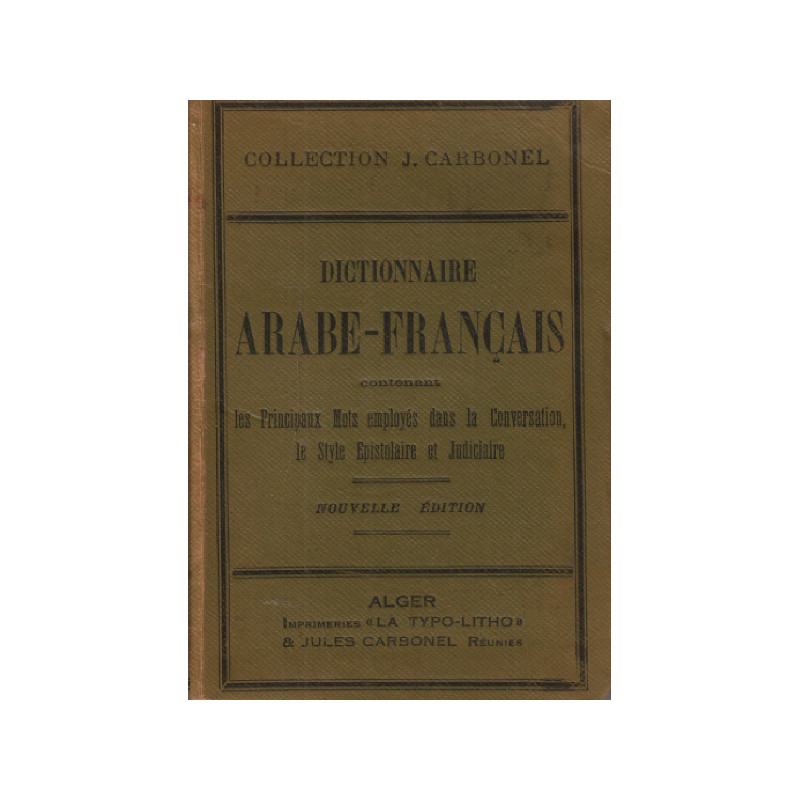 COLLECTION J. CARBONEL
DICTIONNAIRE
ARABE-FRANÇAIS
contenant
les Principaux Mots employés dans la Conversation,
le Style Epistolaire et Judiciaire
NOUVELLE ÉDITION
ALGER
IMPRIMERIES «LA TYPO-LITHO»
& JULES CARBONEL RÉUNIES